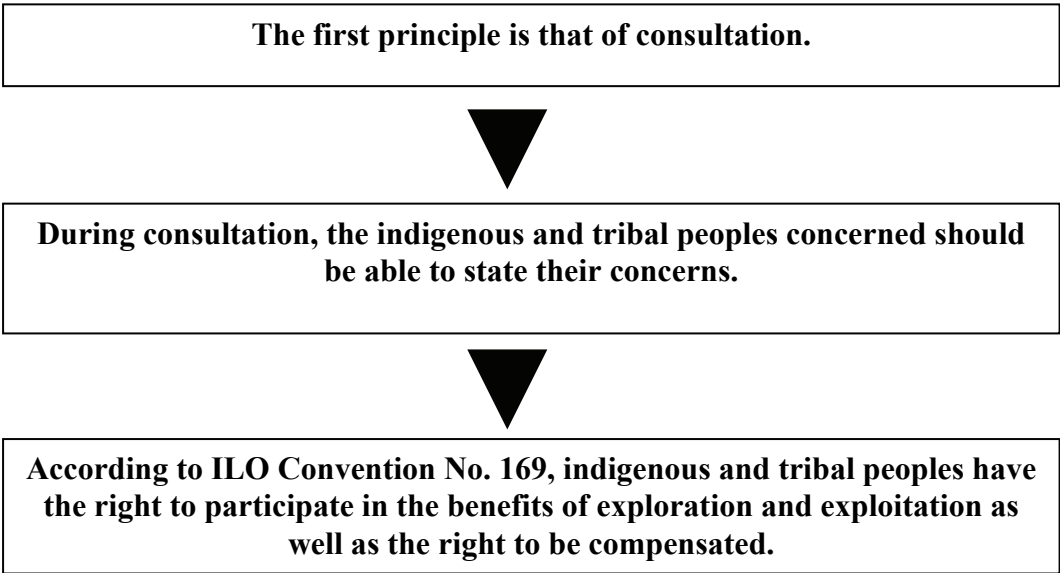 The first principle is that of consultation.
During consultation, the indigenous and tribal peoples concerned should
be able to state their concerns.
According to ILO Convention No. 169, indigenous and tribal peoples have
the right to participate in the benefits of exploration and exploitation as
well as the right to be compensated.